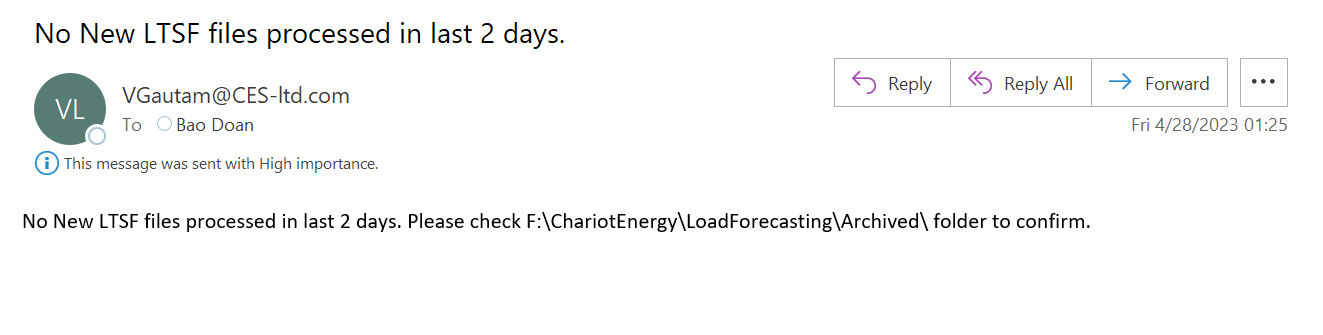 No New LTSF files processed in last 2 days.
VL
VGautam@CES-ltd.com
Reply
Reply All
Forward
...
To Bao Doan
Fri 4/28/2023 01:25
This message was sent with High importance.
No New LTSF files processed in last 2 days. Please check F:\ChariotEnergy\LoadForecasting\Archived\ folder to confirm.